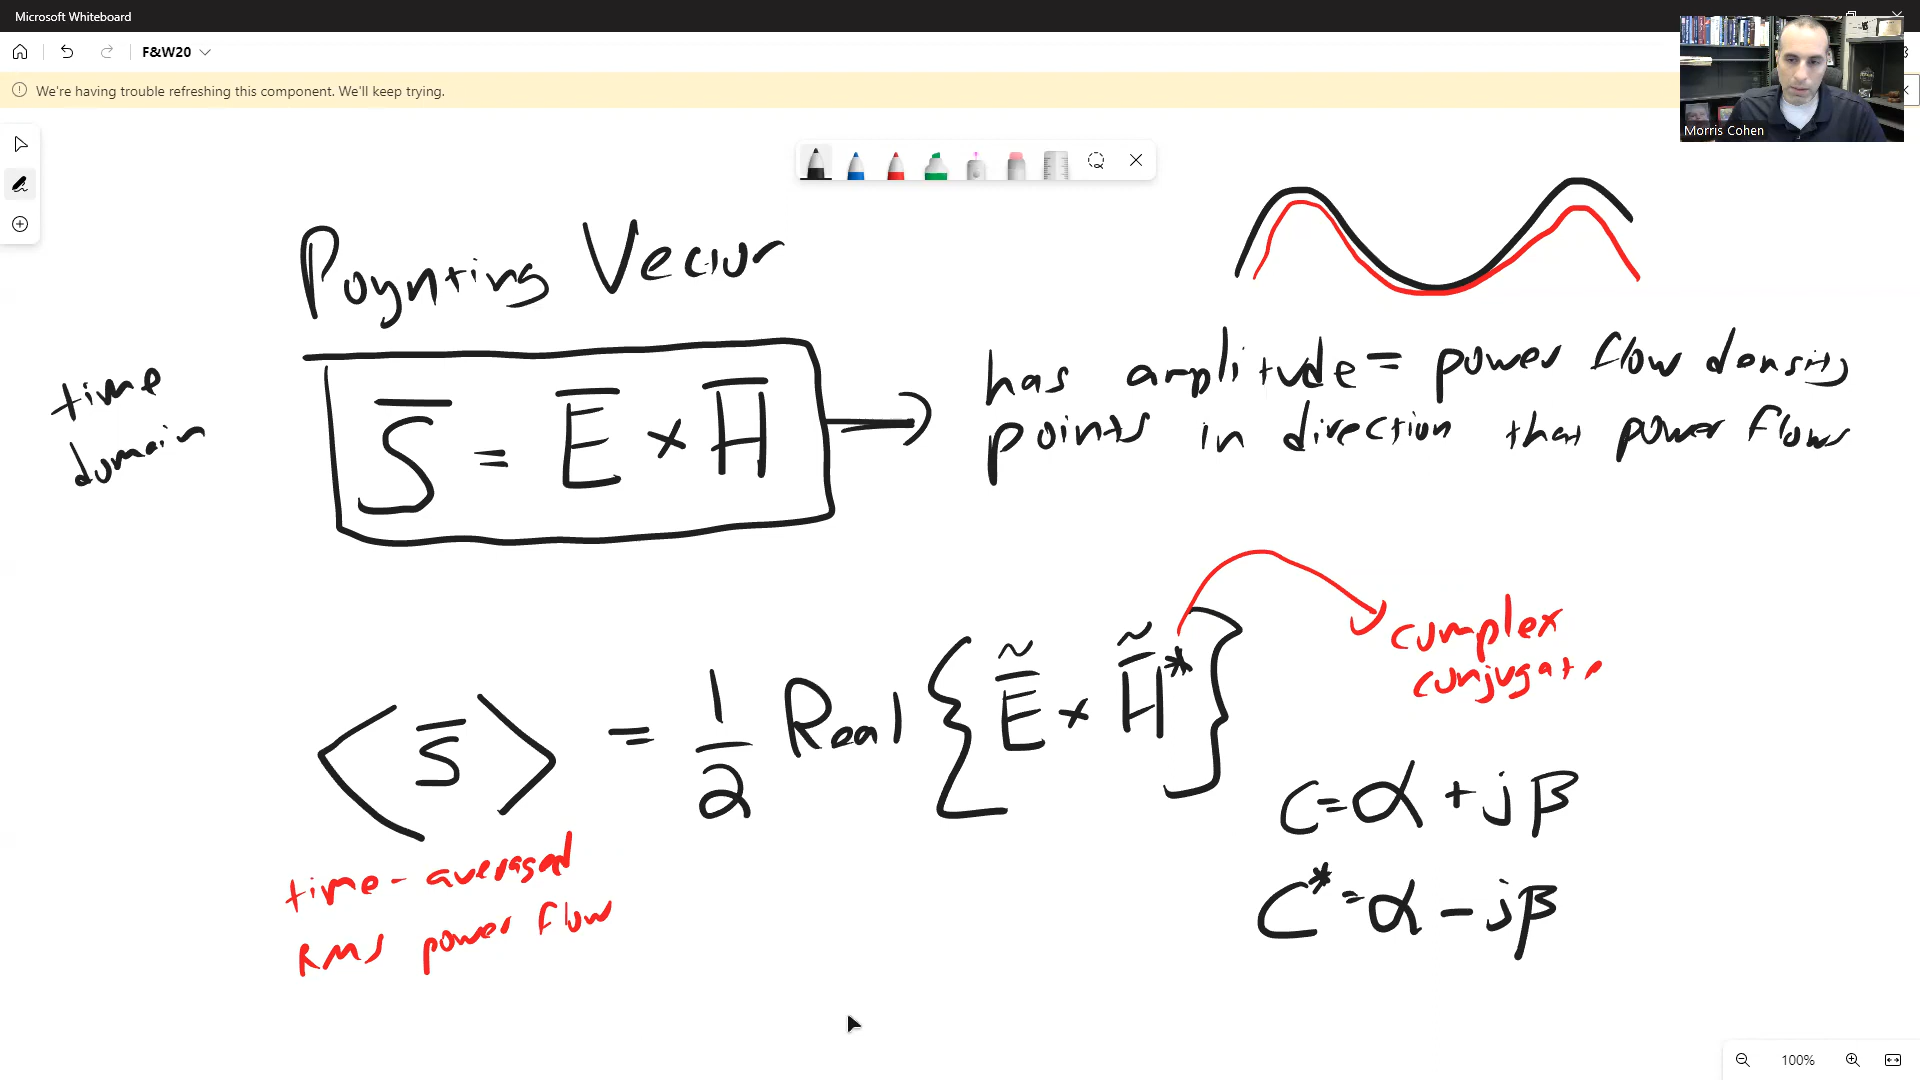 Microsoft Whiteboard
F&W20
We're having trouble refreshing this component. We'll keep trying.
Morris Cohen
Poynting Vector
time
domain
S̅ = E̅ × H̅
has amplitude = power flow density
points in direction that power flows
<S̅> = 1/2 Real { Ẽ̅ × H̃̅* }
complex
conjugate
C = α + jβ
C* = α - jβ
time-averaged
RMS power flow
100%